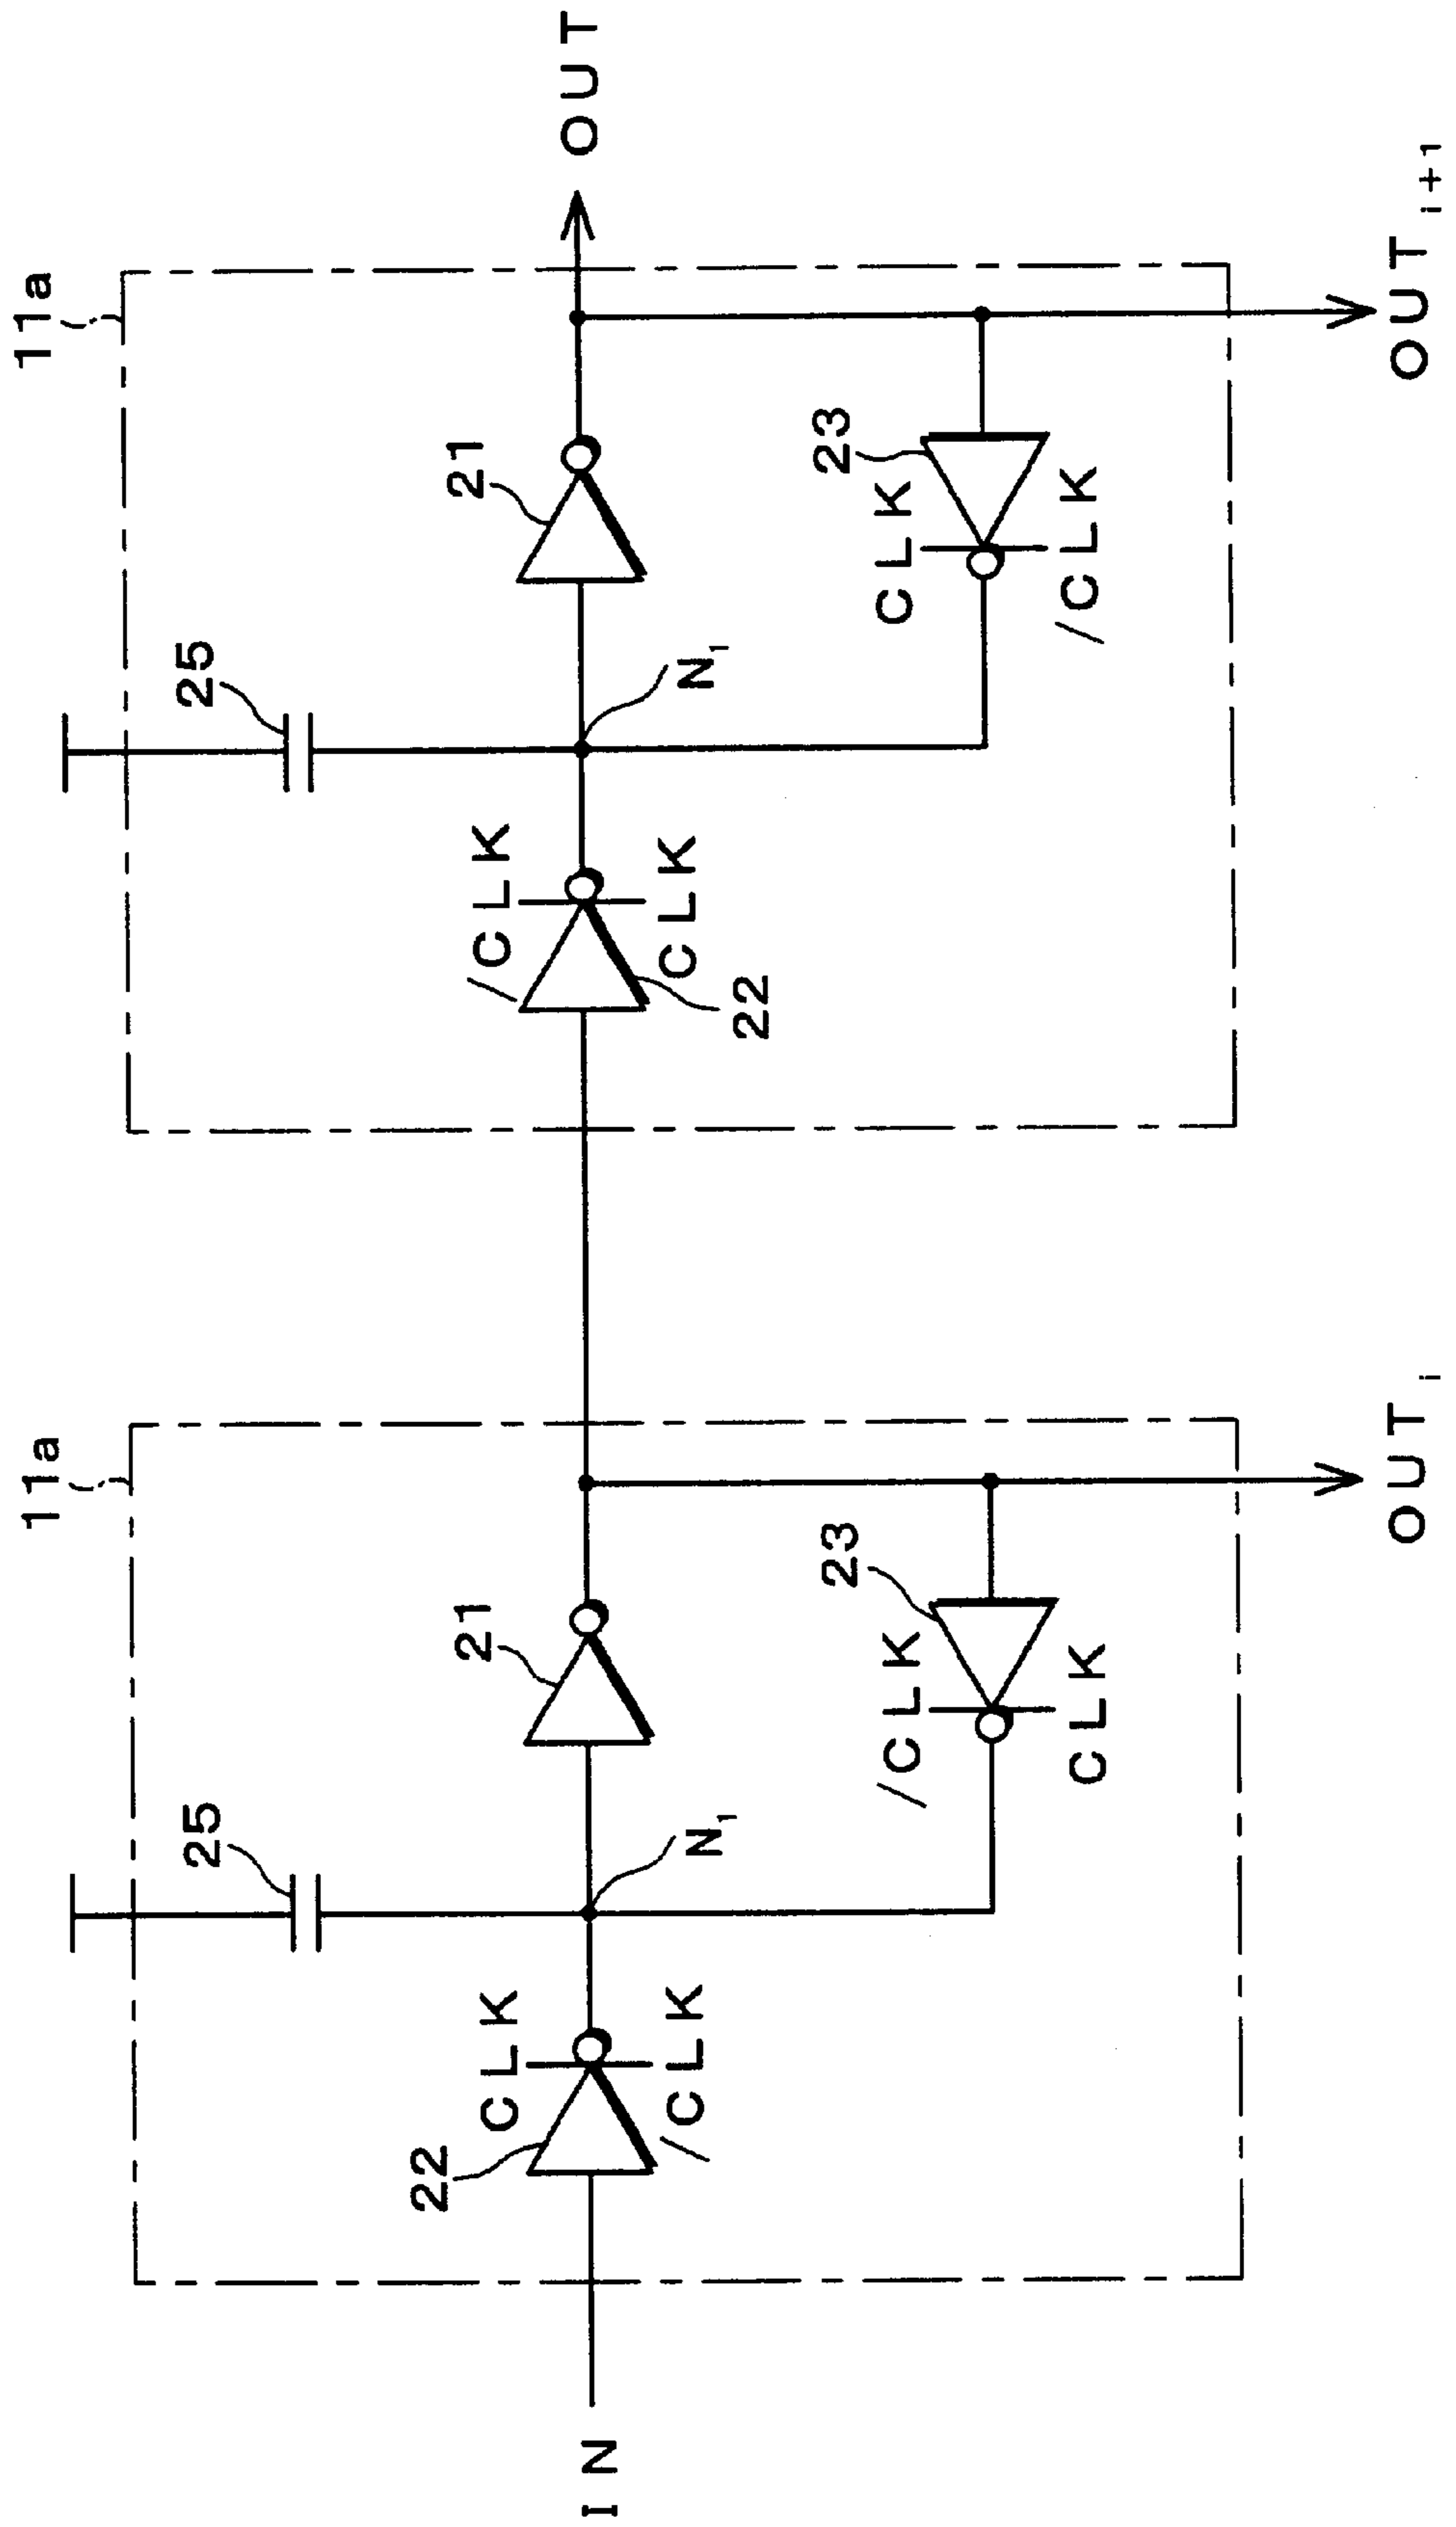 IN
11a
25
22
CLK
/CLK
N1
21
23
/CLK
CLK
OUT i
11a
25
/CLK
CLK
22
N1
21
23
CLK
/CLK
OUT
OUT i+1